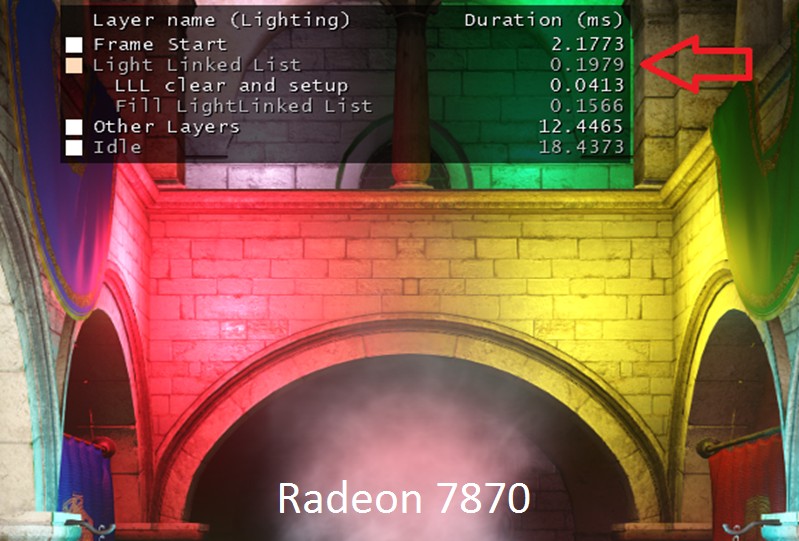 Layer name (Lighting) Duration (ms)
Frame Start 2.1773
Light Linked List 0.1979
LLL clear and setup 0.0413
Fill LightLinked List 0.1566
Other Layers 12.4465
Idle 18.4373
Radeon 7870